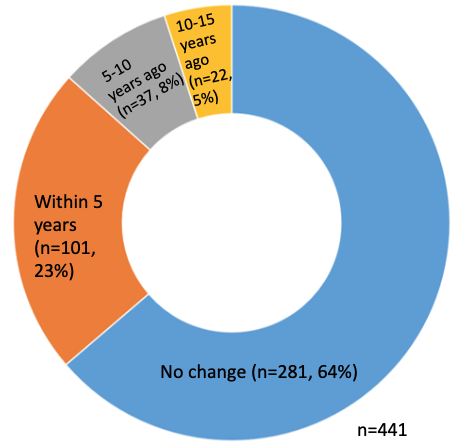 10-15
years
ago
(n=22,
5%)
5-10
years ago
(n=37, 8%)
Within 5
years
(n=101,
23%)
No change (n=281, 64%)
n=441